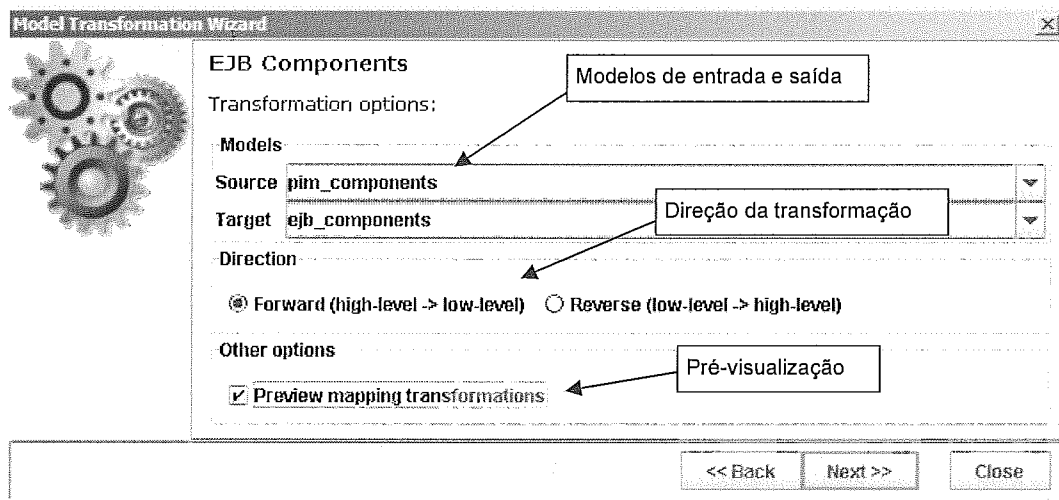 Model Transformation Wizard
EJB Components
Modelos de entrada e saída
Transformation options:
Models
Source pim_components
Target ejb_components
Direção da transformação
Direction
Forward (high-level -> low-level) Reverse (low-level -> high-level)
Other options
Pré-visualização
Preview mapping transformations
<< Back Next >> Close